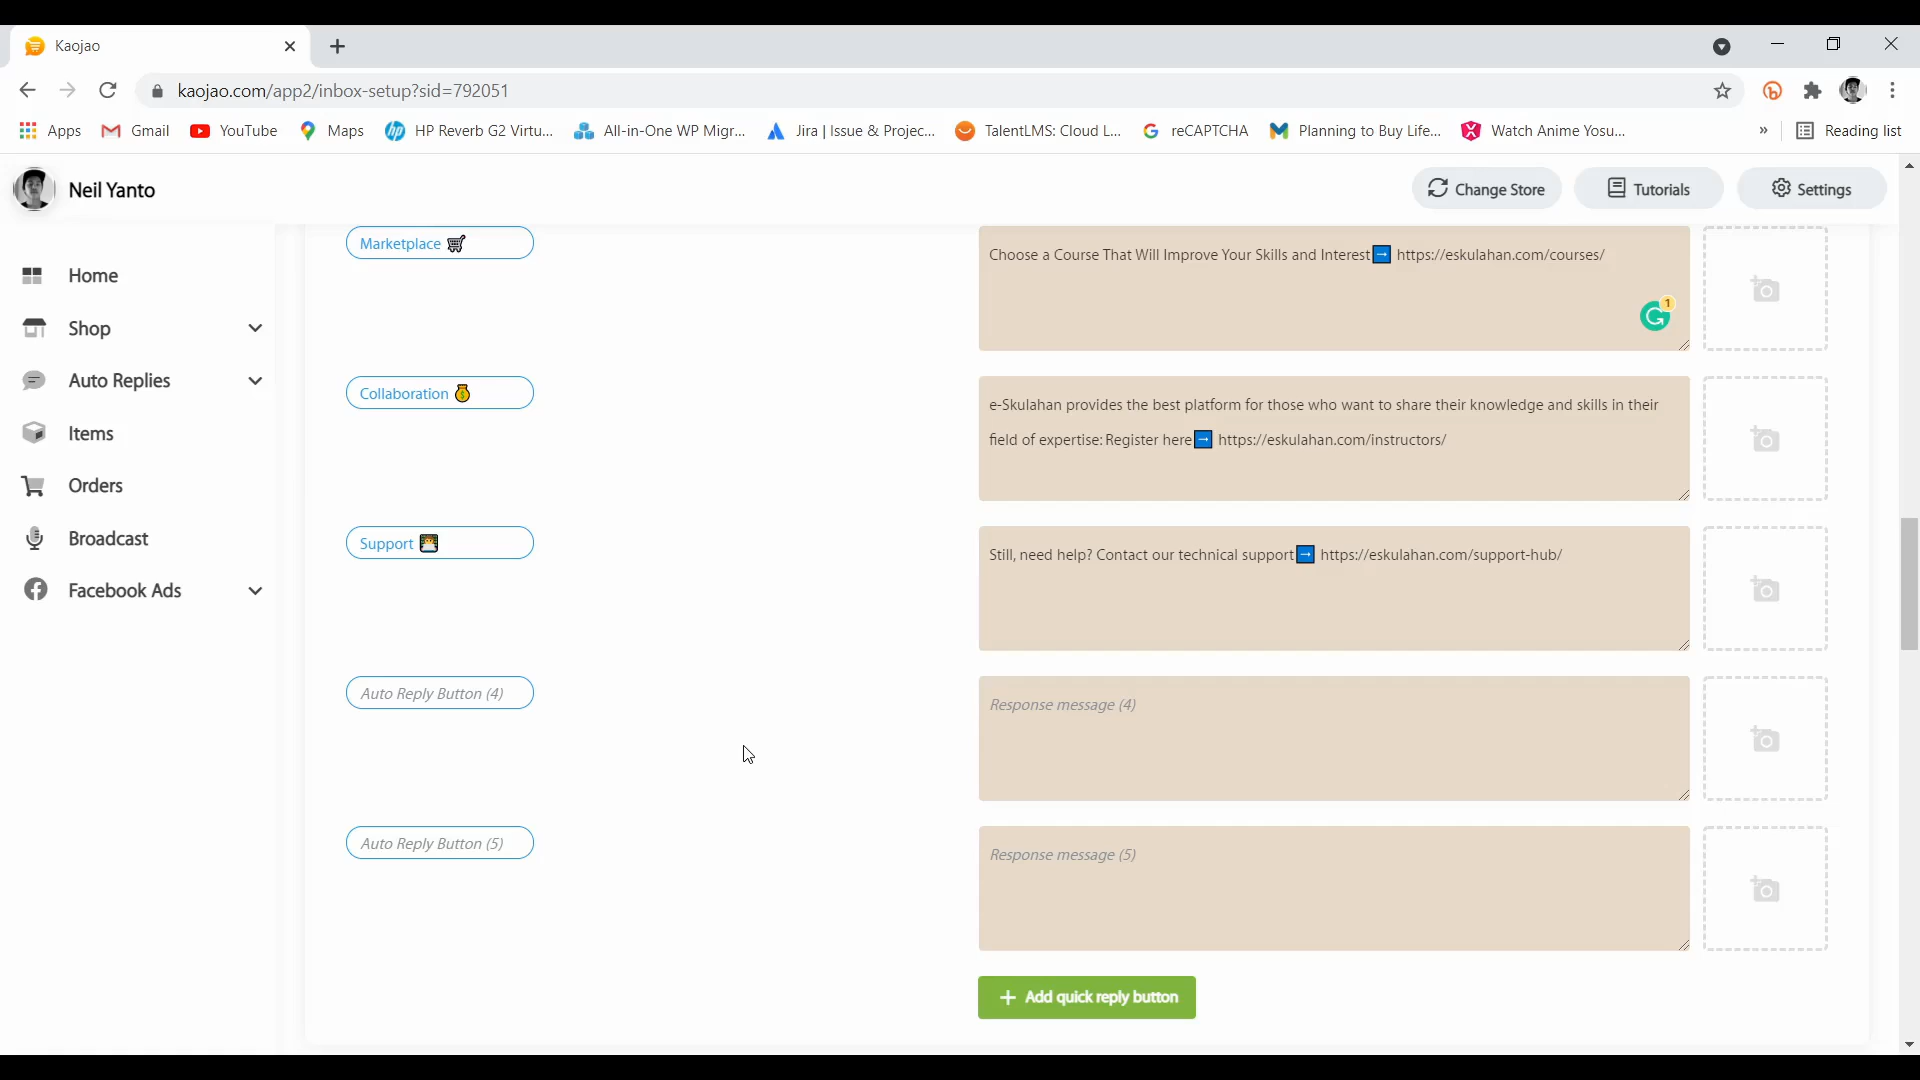 Kaojao
kaojao.com/app2/inbox-setup?sid=792051
Apps
Gmail
YouTube
Maps
HP Reverb G2 Virtu...
All-in-One WP Migr...
Jira | Issue & Projec...
TalentLMS: Cloud L...
reCAPTCHA
Planning to Buy Life...
Watch Anime Yosu...
»
Reading list
Neil Yanto
Change Store
Tutorials
Settings
Home
Shop
Auto Replies
Items
Orders
Broadcast
Facebook Ads
Marketplace 🛒
Choose a Course That Will Improve Your Skills and Interest➡️ https://eskulahan.com/courses/
1
Collaboration 💰
e-Skulahan provides the best platform for those who want to share their knowledge and skills in their
field of expertise: Register here➡️ https://eskulahan.com/instructors/
Support 👨‍💻
Still, need help? Contact our technical support➡️ https://eskulahan.com/support-hub/
Auto Reply Button (4)
Response message (4)
Auto Reply Button (5)
Response message (5)
+ Add quick reply button